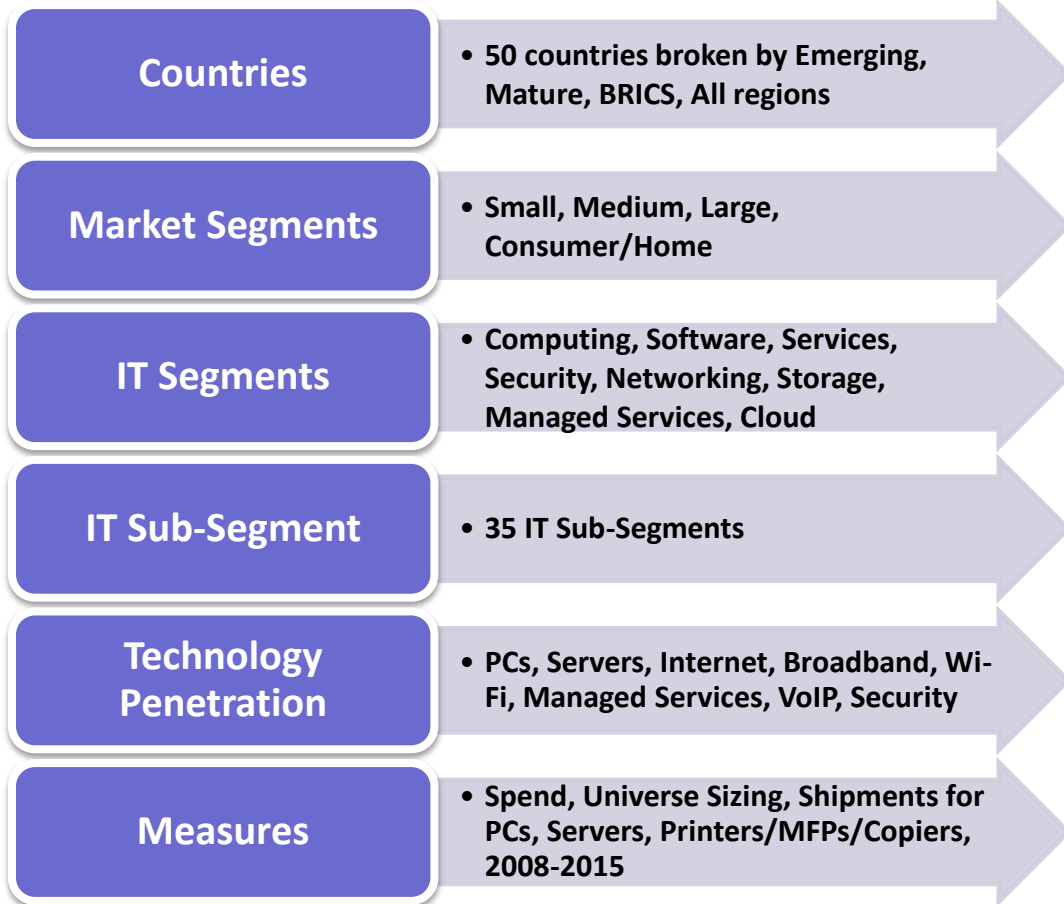 Countries
• 50 countries broken by Emerging,
Mature, BRICS, All regions
Market Segments
• Small, Medium, Large,
Consumer/Home
IT Segments
• Computing, Software, Services,
Security, Networking, Storage,
Managed Services, Cloud
IT Sub-Segment
• 35 IT Sub-Segments
Technology
Penetration
• PCs, Servers, Internet, Broadband, Wi-
Fi, Managed Services, VoIP, Security
Measures
• Spend, Universe Sizing, Shipments for
PCs, Servers, Printers/MFPs/Copiers,
2008-2015